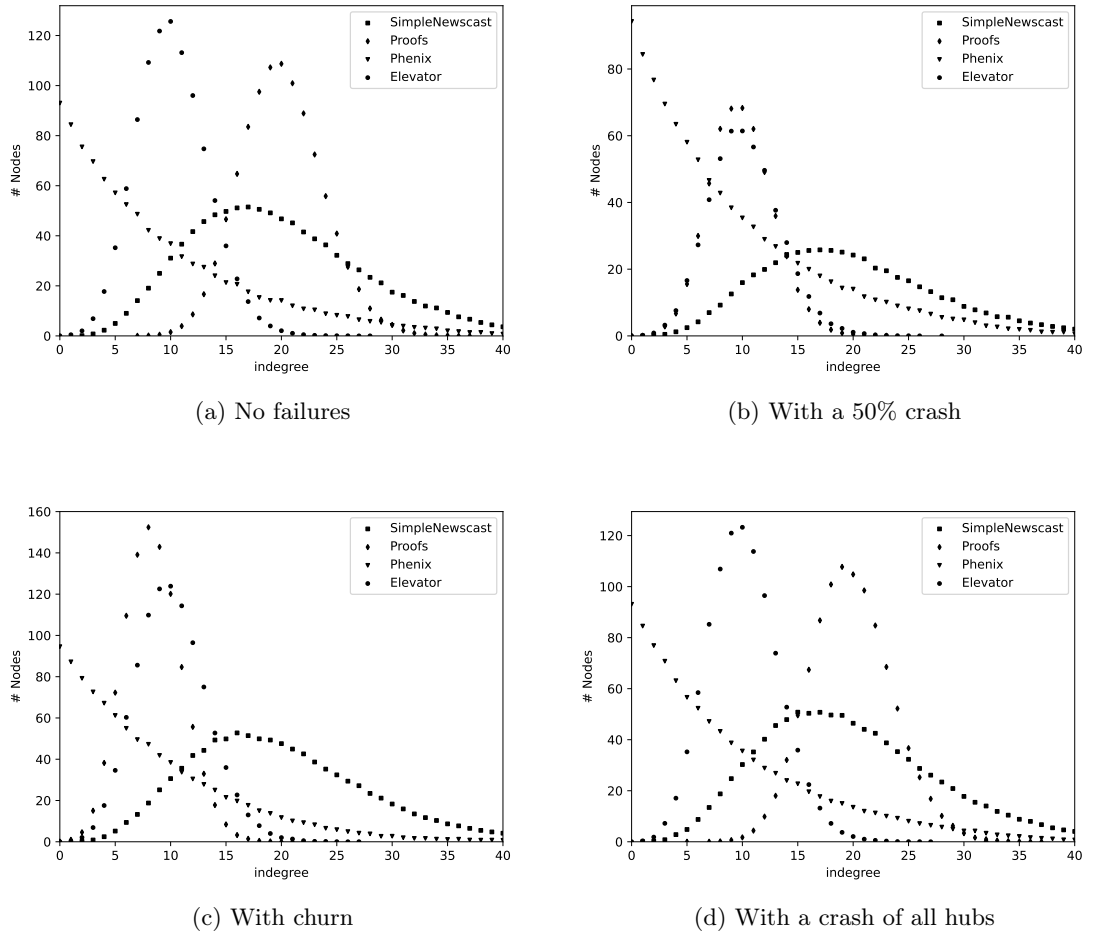 120
100
80
60
40
20
0
# Nodes
0 5 10 15 20 25 30 35 40
indegree
SimpleNewscast
Proofs
Phenix
Elevator
(a) No failures
80
60
40
20
0
# Nodes
0 5 10 15 20 25 30 35 40
indegree
SimpleNewscast
Proofs
Phenix
Elevator
(b) With a 50% crash
160
140
120
100
80
60
40
20
0
# Nodes
0 5 10 15 20 25 30 35 40
indegree
SimpleNewscast
Proofs
Phenix
Elevator
(c) With churn
120
100
80
60
40
20
0
# Nodes
0 5 10 15 20 25 30 35 40
indegree
SimpleNewscast
Proofs
Phenix
Elevator
(d) With a crash of all hubs